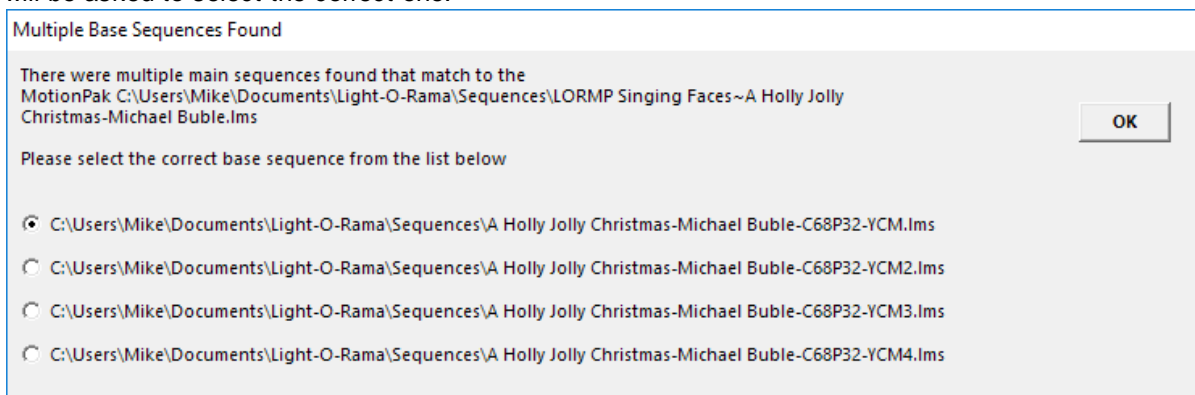 will be asked to select the correct one.
Multiple Base Sequences Found
There were multiple main sequences found that match to the
MotionPak C:\Users\Mike\Documents\Light-O-Rama\Sequences\LORMP Singing Faces~A Holly Jolly
Christmas-Michael Buble.lms
OK
Please select the correct base sequence from the list below
C:\Users\Mike\Documents\Light-O-Rama\Sequences\A Holly Jolly Christmas-Michael Buble-C68P32-YCM.lms
C:\Users\Mike\Documents\Light-O-Rama\Sequences\A Holly Jolly Christmas-Michael Buble-C68P32-YCM2.lms
C:\Users\Mike\Documents\Light-O-Rama\Sequences\A Holly Jolly Christmas-Michael Buble-C68P32-YCM3.lms
C:\Users\Mike\Documents\Light-O-Rama\Sequences\A Holly Jolly Christmas-Michael Buble-C68P32-YCM4.lms